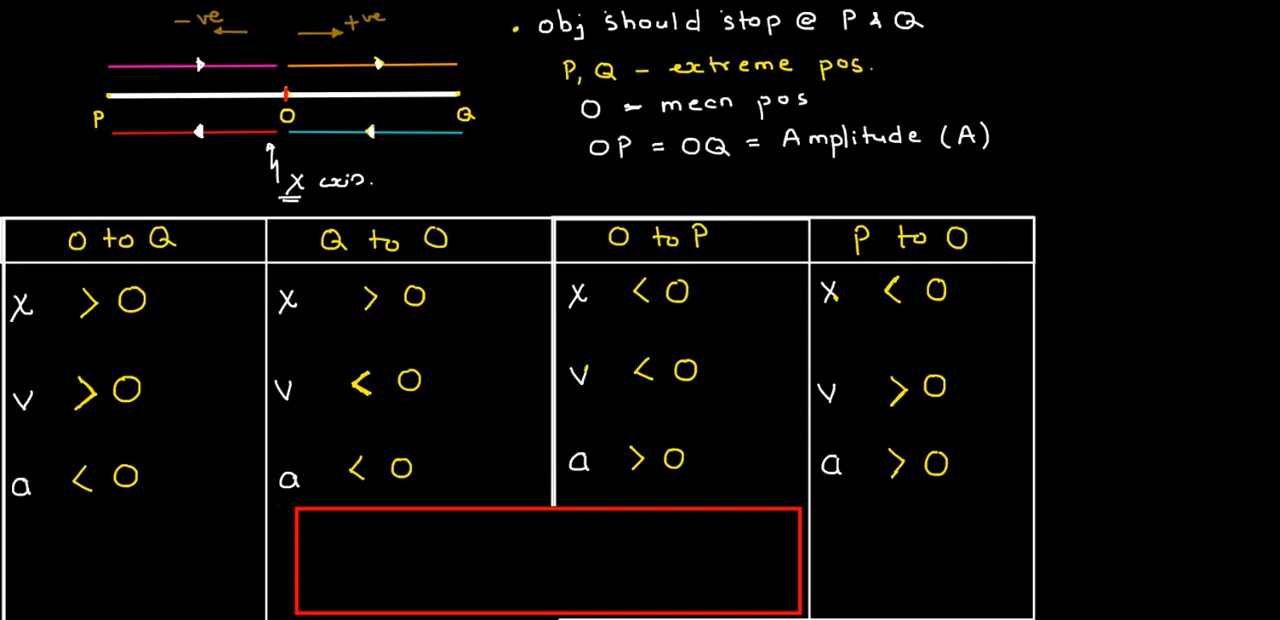 -ve +ve
• obj should stop @ P & Q
P, Q - extreme pos.
O - mean pos
OP = OQ = Amplitude (A)
P O Q
X axis.
O to Q Q to O O to P P to O
x > 0 x > 0 x < 0 x < 0
v > 0 v < 0 v < 0 v > 0
a < 0 a < 0 a > 0 a > 0